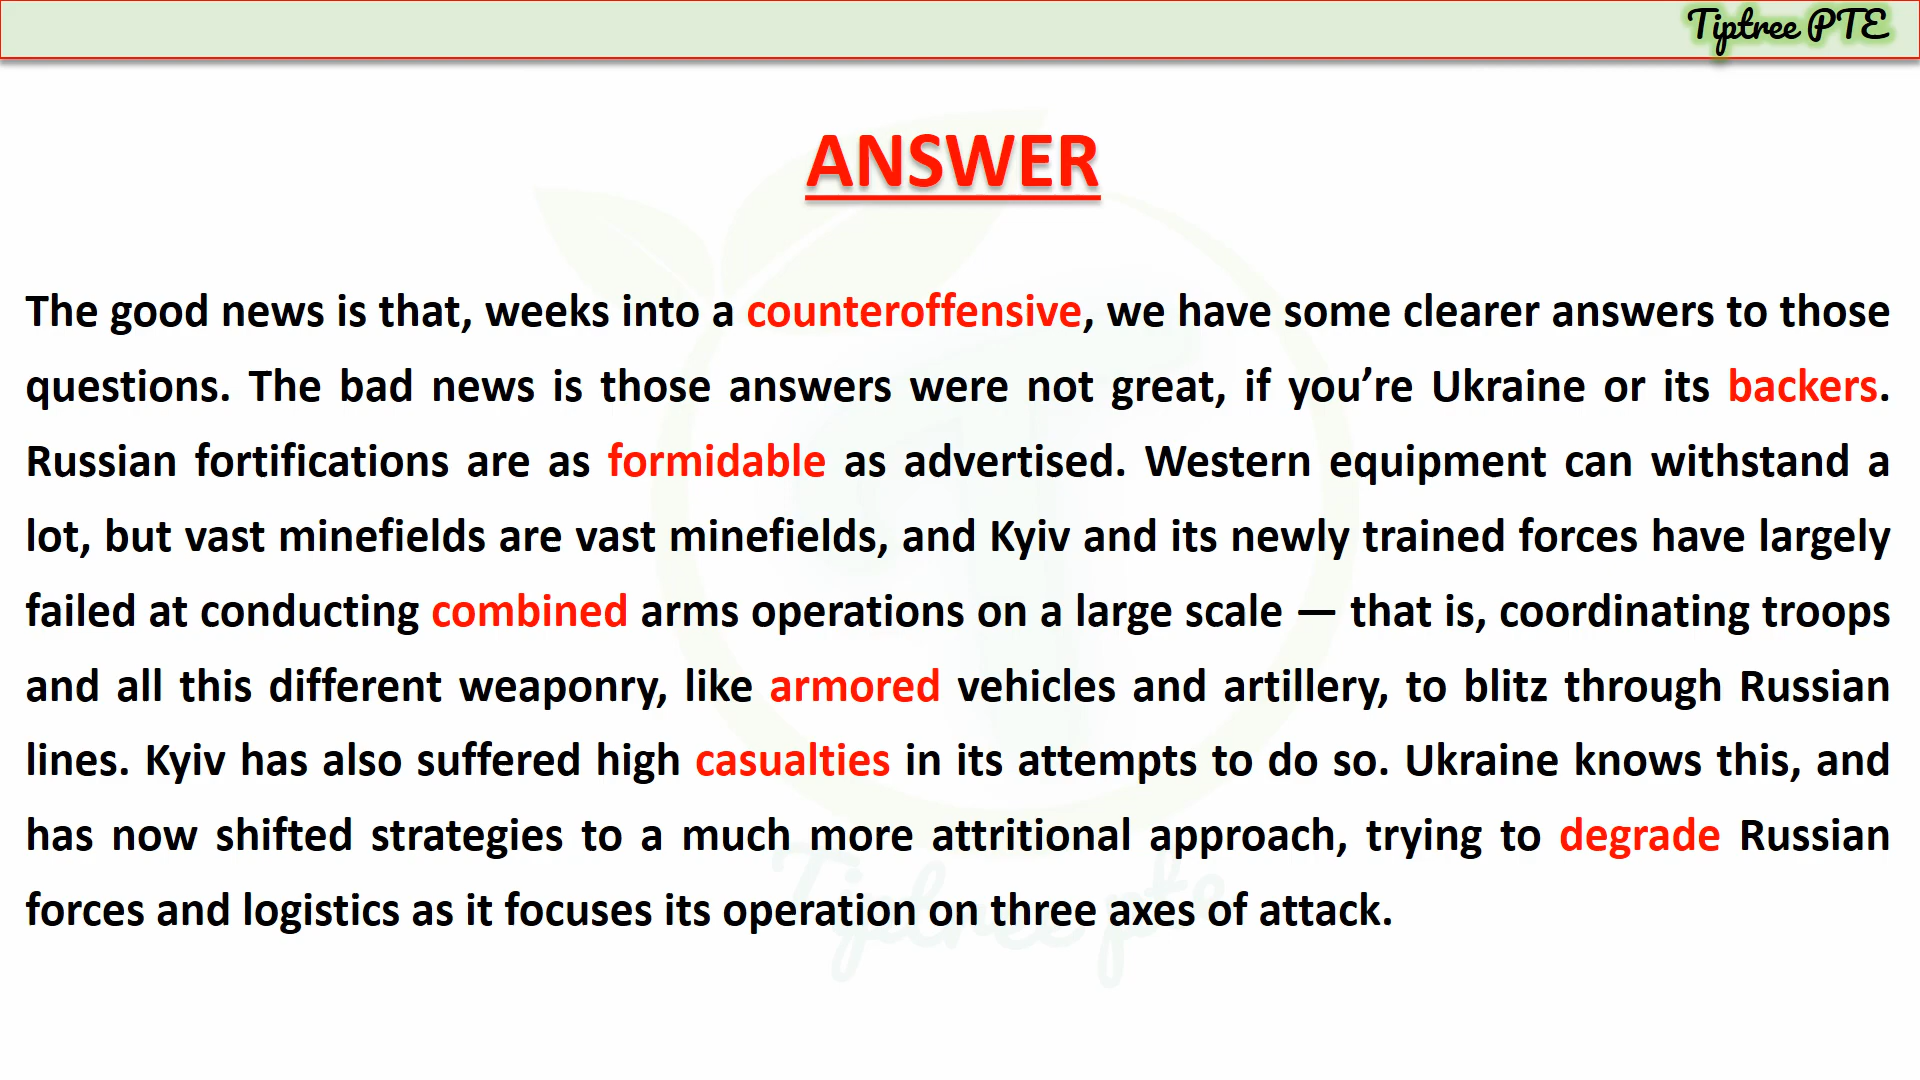 Tiptree PTE
ANSWER
The good news is that, weeks into a counteroffensive, we have some clearer answers to those
questions. The bad news is those answers were not great, if you’re Ukraine or its backers.
Russian fortifications are as formidable as advertised. Western equipment can withstand a
lot, but vast minefields are vast minefields, and Kyiv and its newly trained forces have largely
failed at conducting combined arms operations on a large scale — that is, coordinating troops
and all this different weaponry, like armored vehicles and artillery, to blitz through Russian
lines. Kyiv has also suffered high casualties in its attempts to do so. Ukraine knows this, and
has now shifted strategies to a much more attritional approach, trying to degrade Russian
forces and logistics as it focuses its operation on three axes of attack.
Tiptree pte